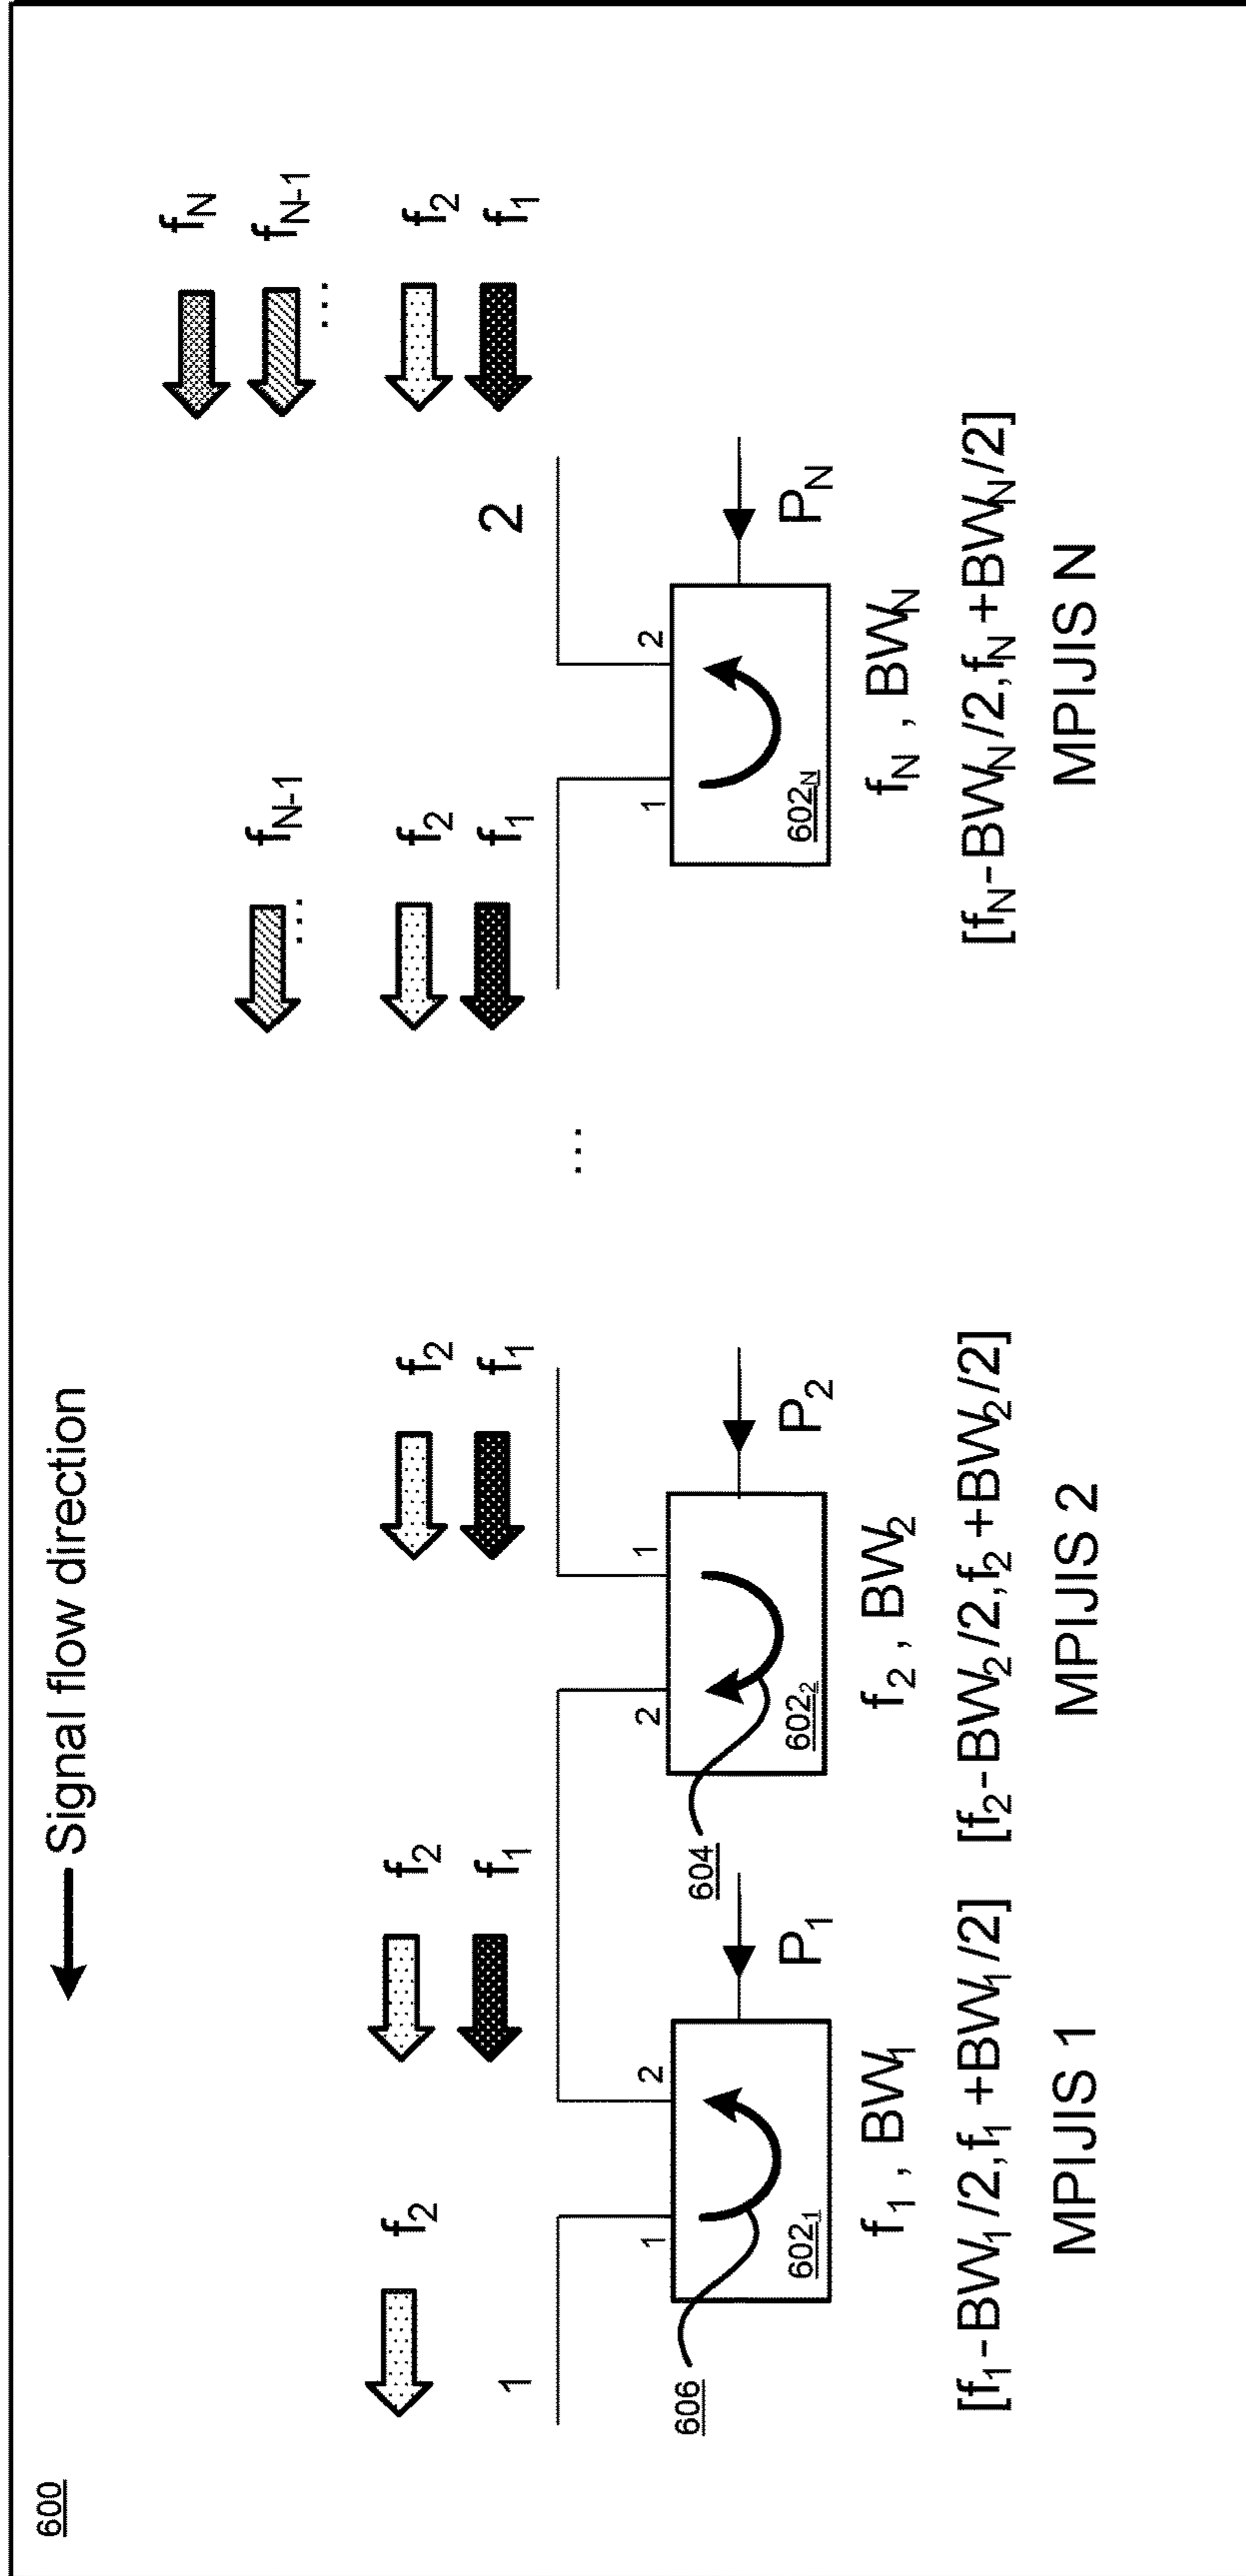 600
Signal flow direction
f2
f2
f2
fN-1
fN
fN-1
f2
f2
f1
f1
f1
f1
...
...
1
2
...
1
2
2
1
1
2
606
604
P1
P2
PN
6021
6022
602N
f1 , BW1
f2 , BW2
fN , BWN
[f1-BW1/2,f1 +BW1/2]
[f2-BW2/2,f2 +BW2/2]
[fN-BWN/2,fN +BWN/2]
MPIJIS 1
MPIJIS 2
MPIJIS N